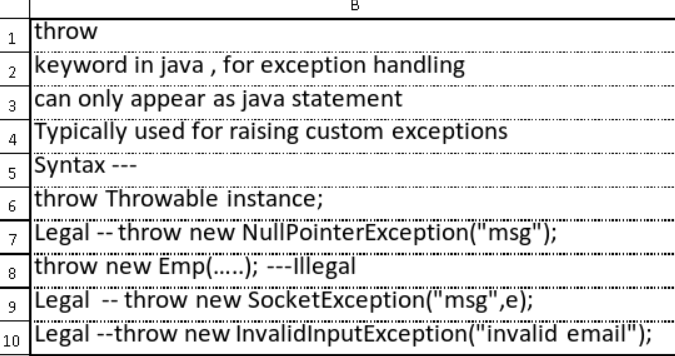 B
1 throw
2 keyword in java , for exception handling
3 can only appear as java statement
4 Typically used for raising custom exceptions
5 Syntax ---
6 throw Throwable instance;
7 Legal -- throw new NullPointerException("msg");
8 throw new Emp(.....); ---Illegal
9 Legal -- throw new SocketException("msg",e);
10 Legal --throw new InvalidInputException("invalid email");